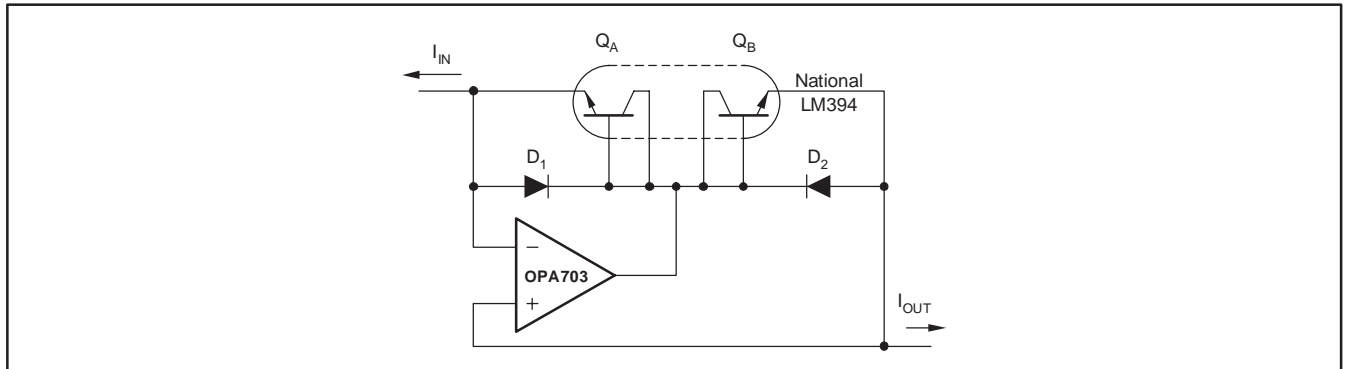 Q_A
Q_B
I_IN
National
LM394
D_1
D_2
−
OPA703
+
I_OUT